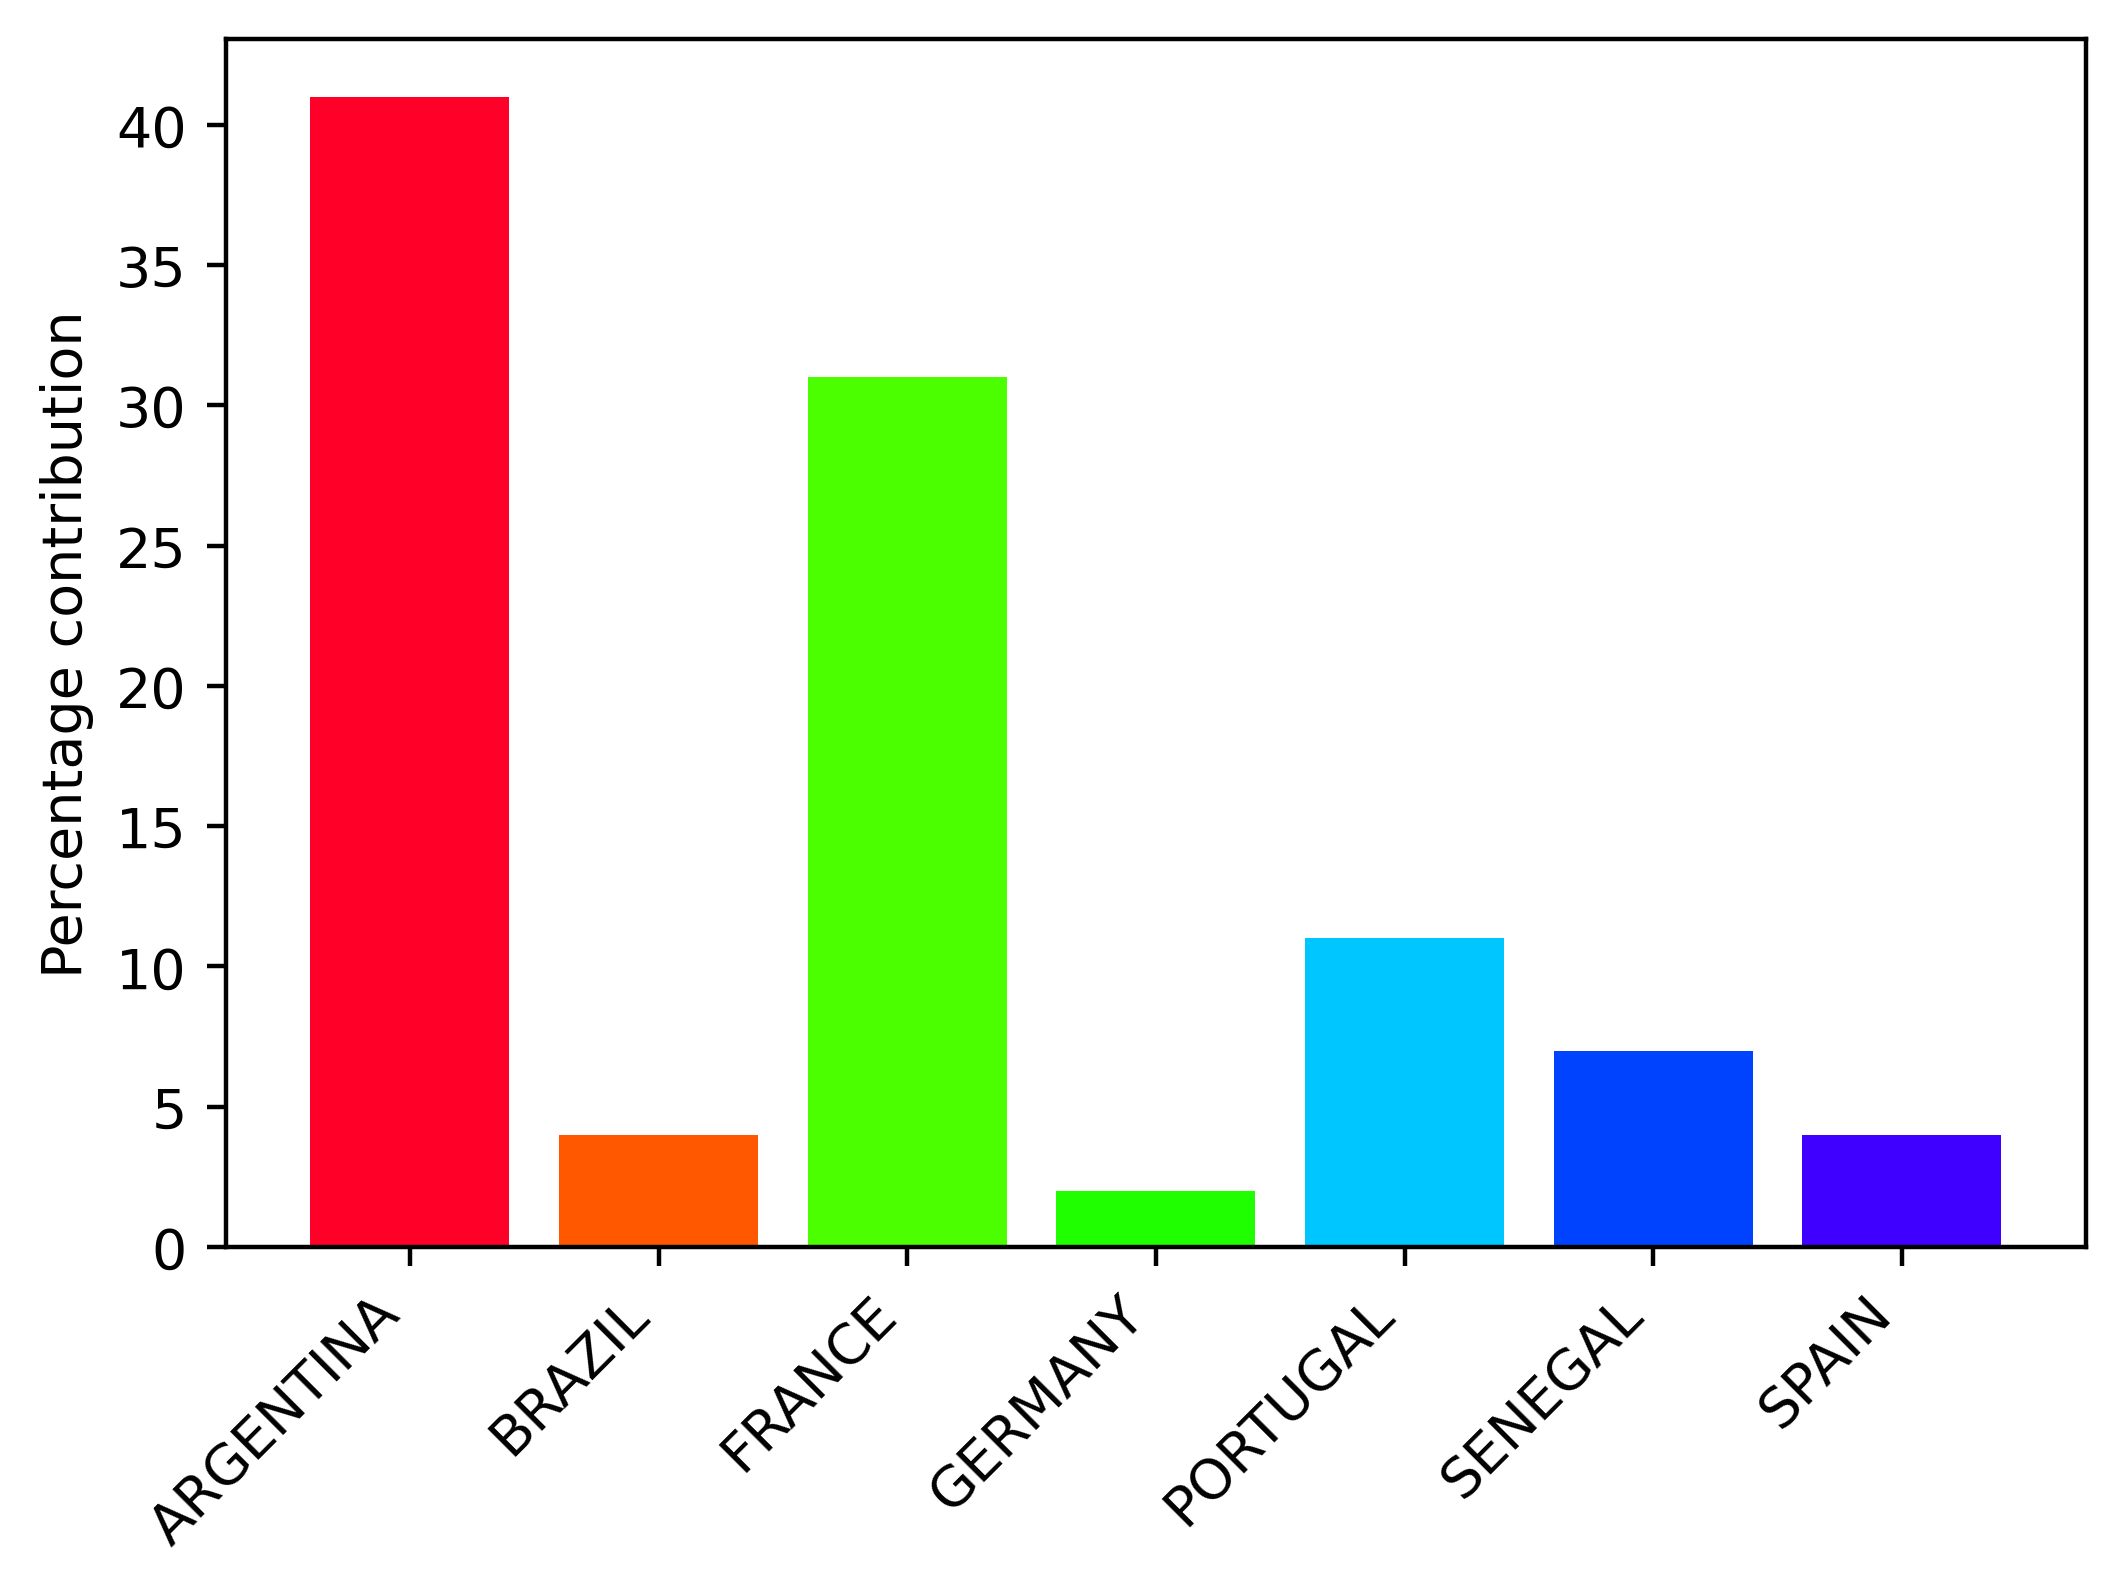 Percentage contribution
40
35
30
25
20
15
10
5
0
ARGENTINA
BRAZIL
FRANCE
GERMANY
PORTUGAL
SENEGAL
SPAIN